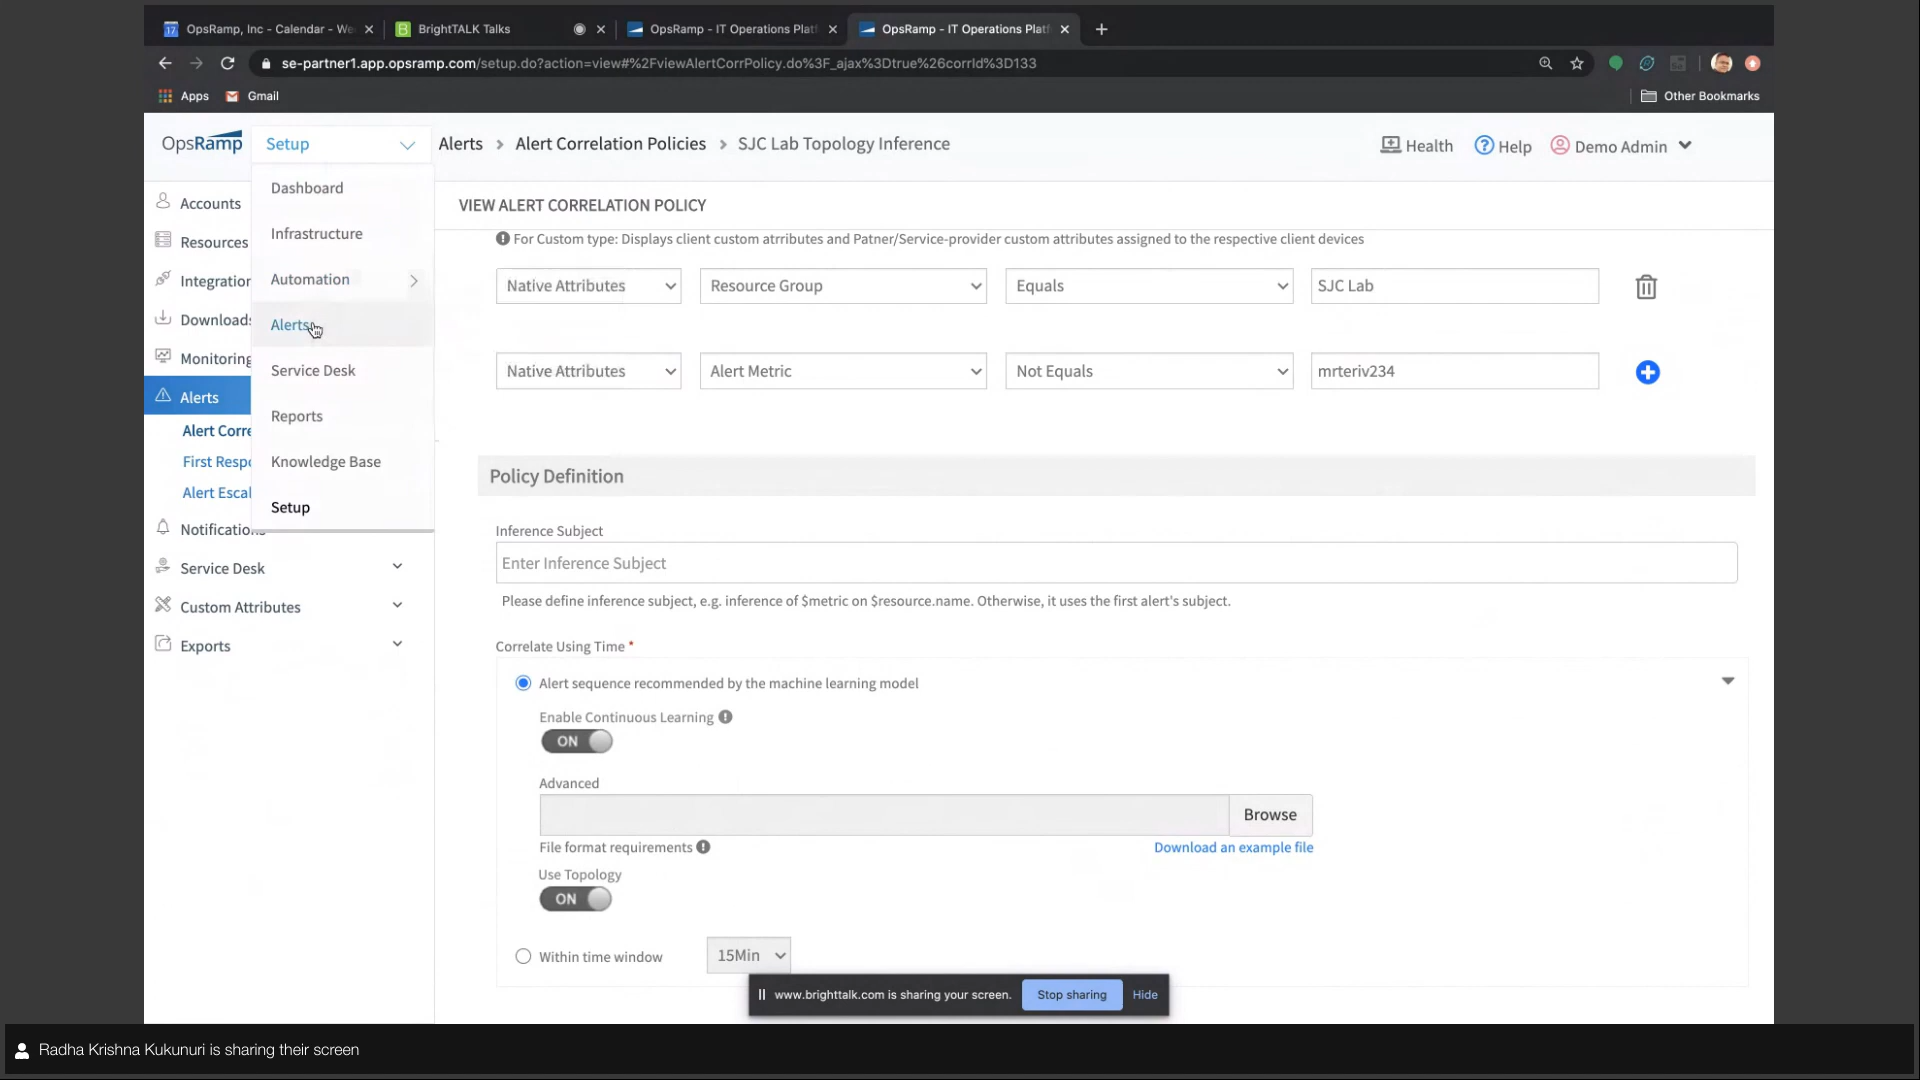 OpsRamp, Inc - Calendar - We
BrightTALK Talks
OpsRamp - IT Operations Platf
OpsRamp - IT Operations Platf
se-partner1.app.opsramp.com/setup.do?action=view#%2FviewAlertCorrPolicy.do%3F_ajax%3Dtrue%26corrId%3D133
Apps
Gmail
Other Bookmarks
OpsRamp
Setup
Alerts > Alert Correlation Policies > SJC Lab Topology Inference
Health
Help
Demo Admin
Accounts
Resources
Integration
Downloads
Monitoring
Alerts
Alert Corre
First Respo
Alert Escal
Notifications
Service Desk
Custom Attributes
Exports
Dashboard
Infrastructure
Automation
Alerts
Service Desk
Reports
Knowledge Base
Setup
VIEW ALERT CORRELATION POLICY
For Custom type: Displays client custom atrributes and Patner/Service-provider custom attributes assigned to the respective client devices
Native Attributes Resource Group Equals SJC Lab
Native Attributes Alert Metric Not Equals mrteriv234
Policy Definition
Inference Subject
Enter Inference Subject
Please define inference subject, e.g. inference of $metric on $resource.name. Otherwise, it uses the first alert's subject.
Correlate Using Time *
Alert sequence recommended by the machine learning model
Enable Continuous Learning
ON
Advanced
Browse
File format requirements
Download an example file
Use Topology
ON
Within time window 15Min
www.brighttalk.com is sharing your screen. Stop sharing Hide
Radha Krishna Kukunuri is sharing their screen